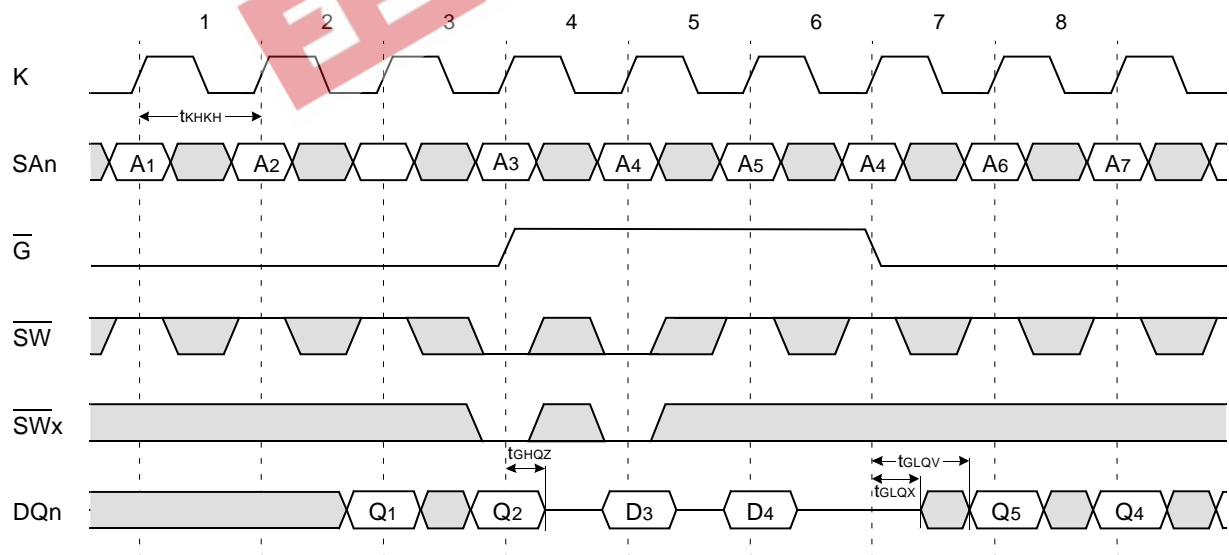 1 2 3 4 5 6 7 8
K
tKHKH
SAn A1 A2 A3 A4 A5 A4 A6 A7
G
SW
SWx
tGHQZ tGLQV
tGLQX
DQn Q1 Q2 D3 D4 Q5 Q4